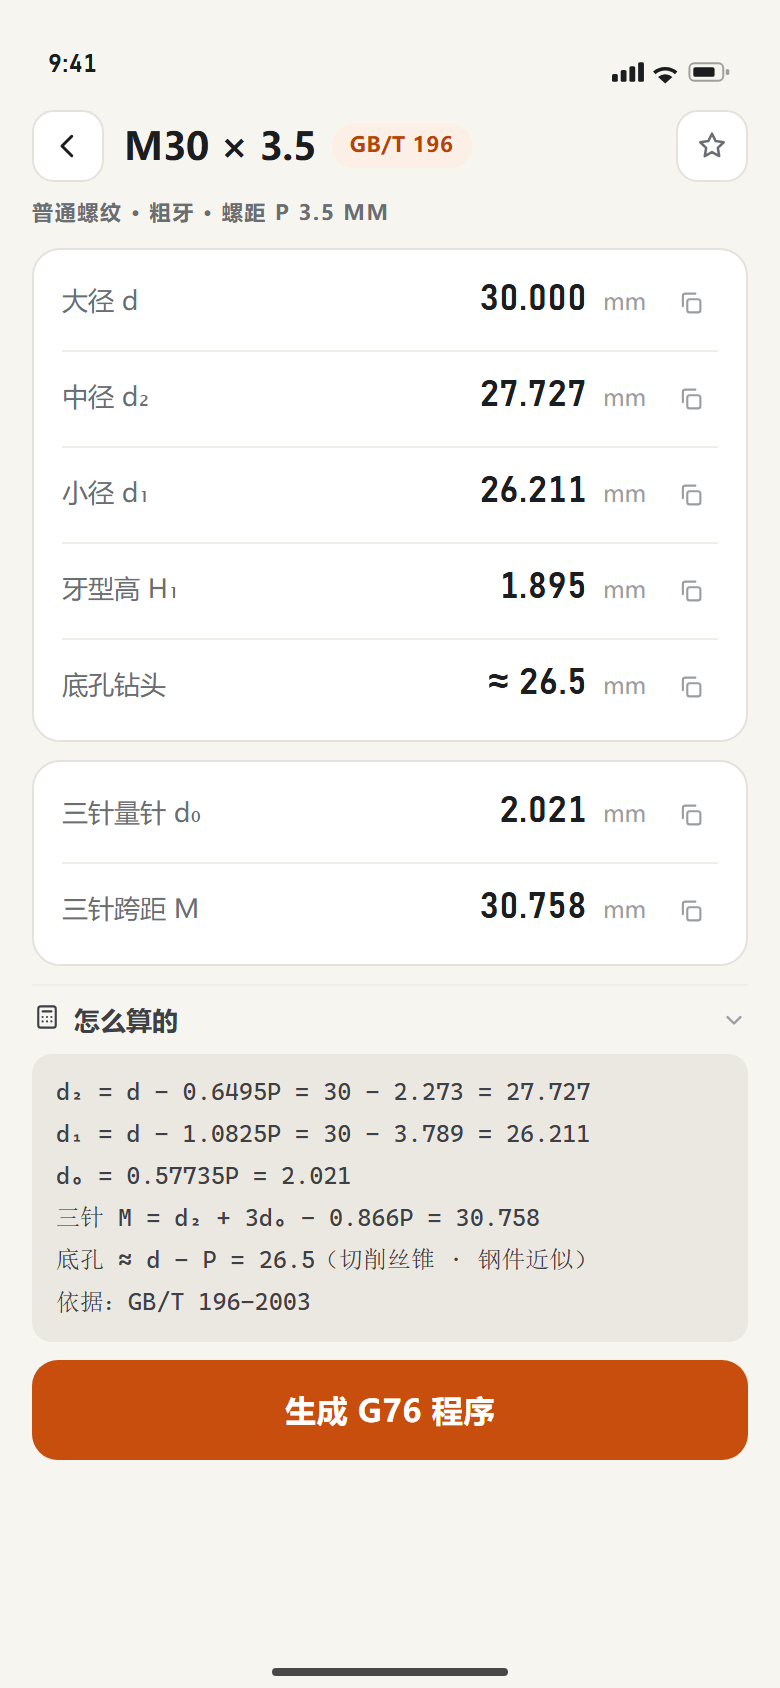 9:41
M30 × 3.5 GB/T 196
普通螺纹 • 粗牙 • 螺距 P 3.5 MM
大径 d 30.000 mm
中径 d₂ 27.727 mm
小径 d₁ 26.211 mm
牙型高 H₁ 1.895 mm
底孔钻头 ≈ 26.5 mm
三针量针 d₀ 2.021 mm
三针跨距 M 30.758 mm
怎么算的
d₂ = d − 0.6495P = 30 − 2.273 = 27.727
d₁ = d − 1.0825P = 30 − 3.789 = 26.211
d₀ = 0.57735P = 2.021
三针 M = d₂ + 3d₀ − 0.866P = 30.758
底孔 ≈ d − P = 26.5（切削丝锥 · 钢件近似）
依据：GB/T 196−2003
生成 G76 程序